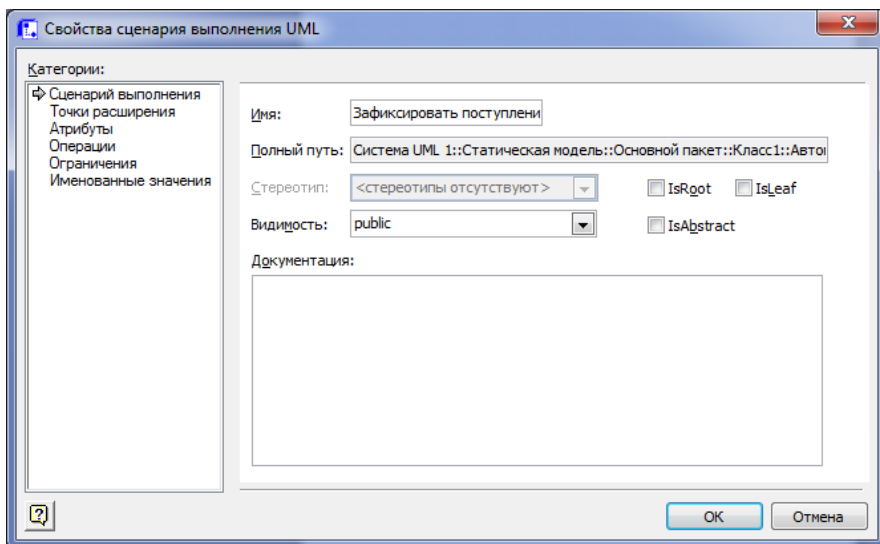 Свойства сценария выполнения UML
Категории:
Сценарий выполнения
Точки расширения
Атрибуты
Операции
Ограничения
Именованные значения
Имя: Зафиксировать поступлени
Полный путь: Система UML 1::Статическая модель::Основной пакет::Класс1::Авто
Стереотип: <стереотипы отсутствуют> IsRoot IsLeaf
Видимость: public IsAbstract
Документация:
ОК Отмена